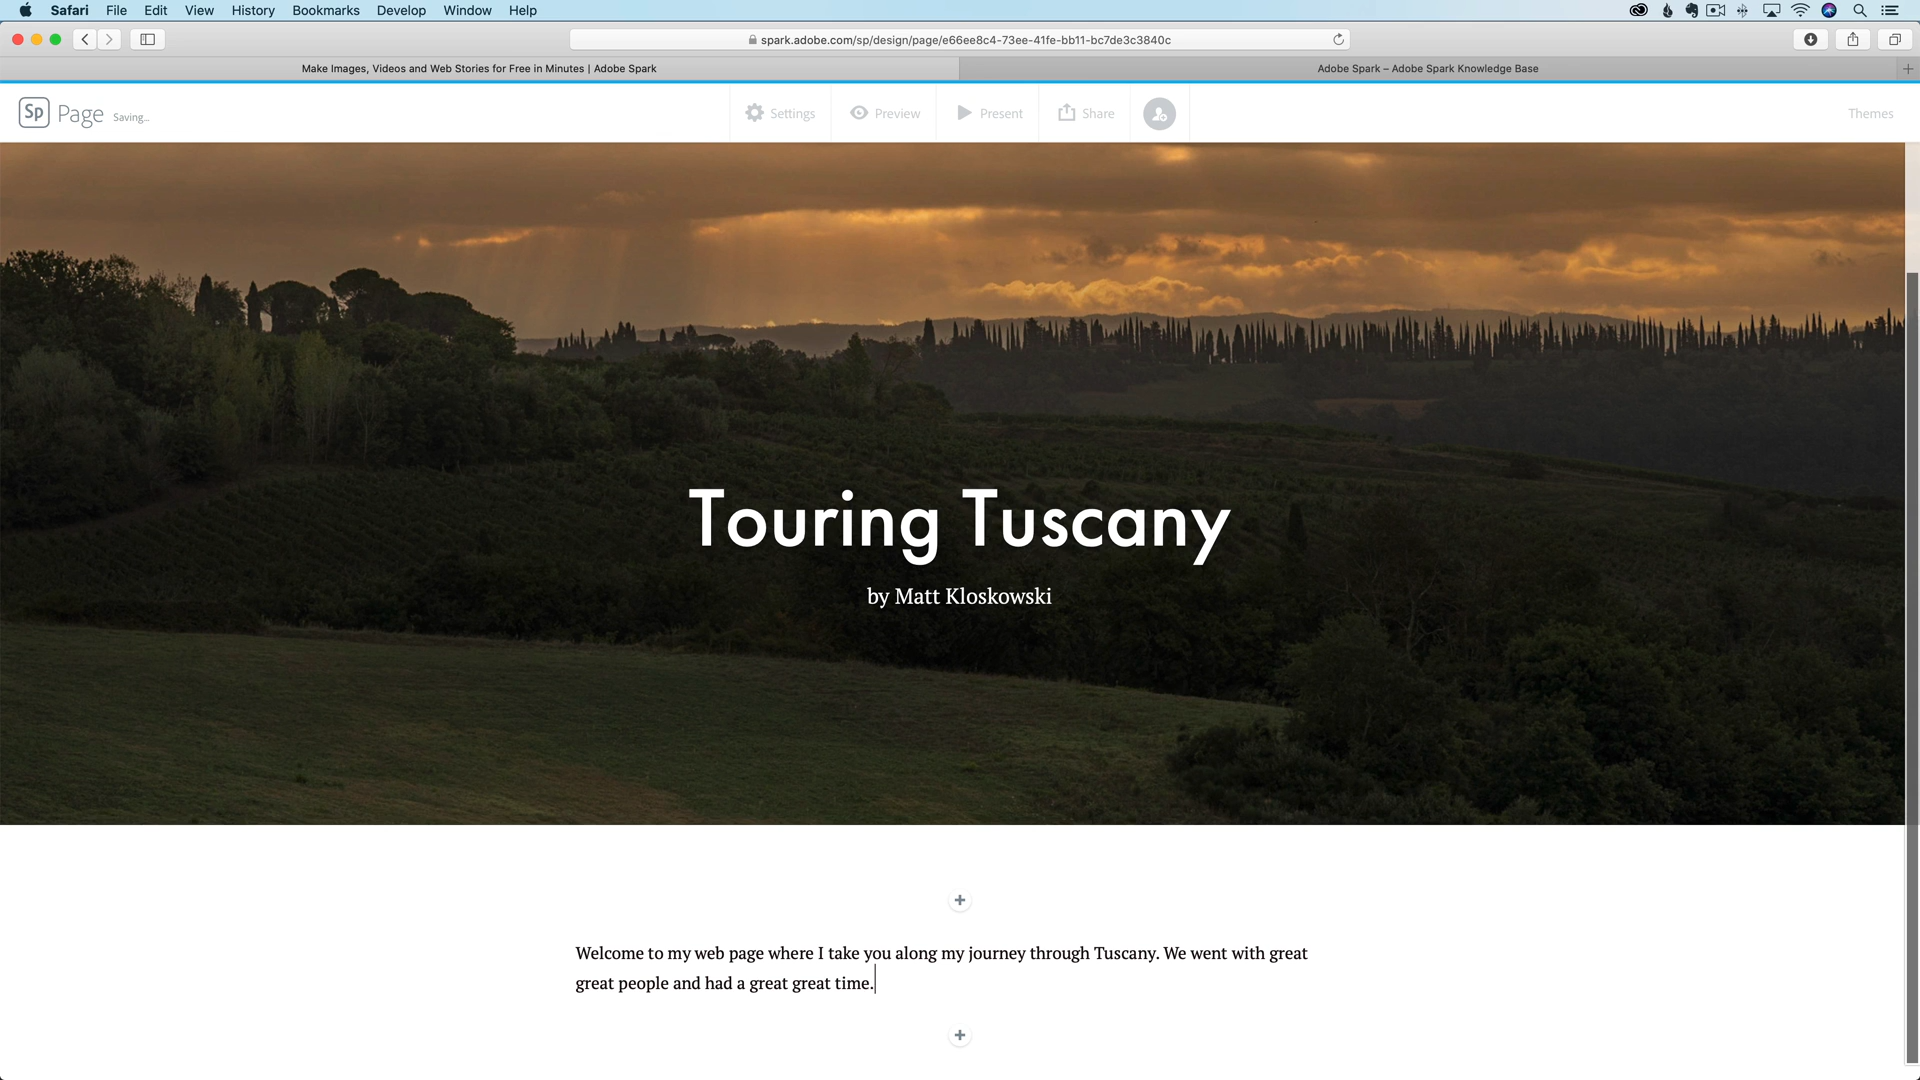 Safari File Edit View History Bookmarks Develop Window Help
spark.adobe.com/sp/design/page/e66ee8c4-73ee-41fe-bb11-bc7de3c3840c
Make Images, Videos and Web Stories for Free in Minutes | Adobe Spark
Adobe Spark – Adobe Spark Knowledge Base
Sp Page Saving... Settings Preview Present Share Themes
Touring Tuscany
by Matt Kloskowski
Welcome to my web page where I take you along my journey through Tuscany. We went with great
great people and had a great great time.